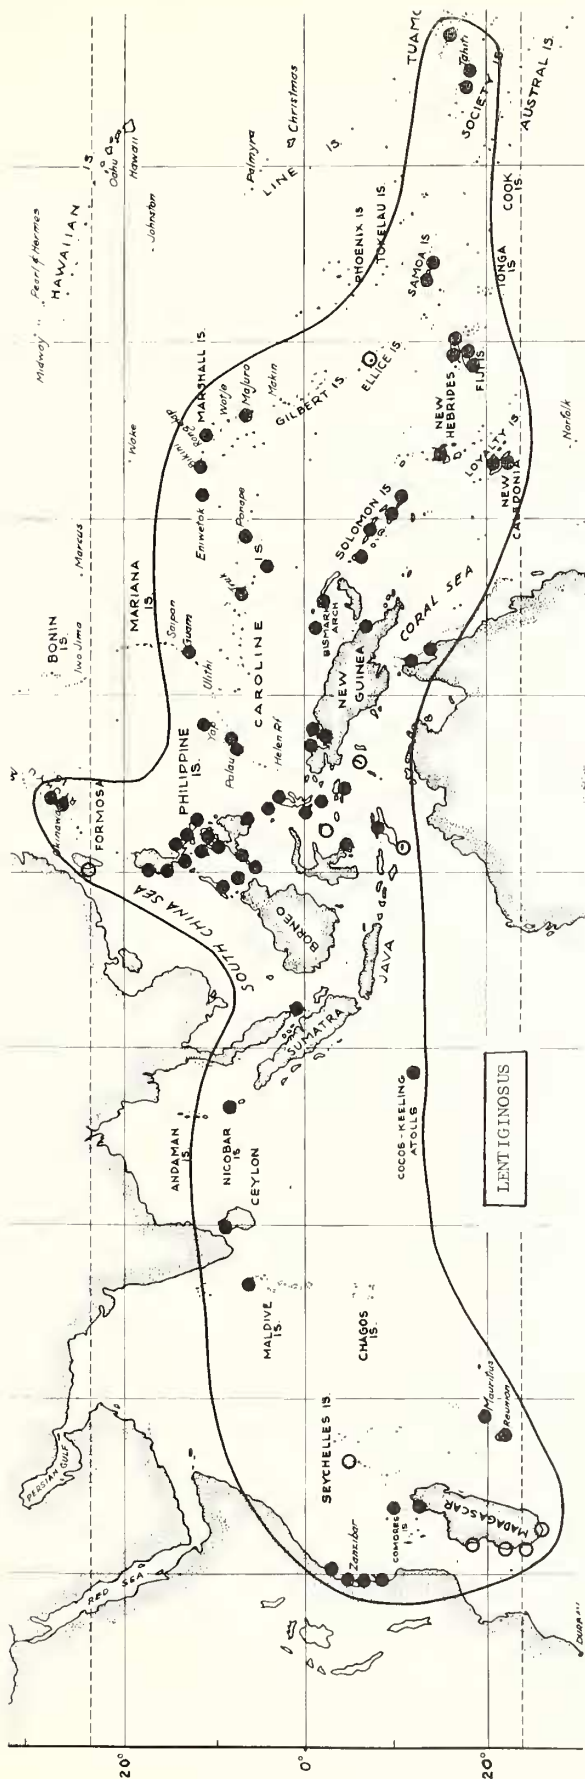 TUAMO
Tahiti
SOCIETY IS
AUSTRAL IS.
Christmas
Palmyra
LINE IS
Oahu
Hawaii
HAWAIIAN IS.
Johnston
Pearl & Hermes
Midway
COOK IS
PHOENIX IS
TOKELAU IS.
SAMOA IS
TONGA IS
ELLICE IS
FIJI IS
NEW HEBRIDES
GILBERT IS
Makin
Majuro
Wotje
MARSHALL IS.
Rongelap
Bikini
Eniwetok
Wake
LOYALTY IS
NEW CALEDONIA
Norfolk
SOLOMON IS
Ponape
Truk
CAROLINE IS.
MARIANA IS.
Saipan
Guam
Ulithi
Marcus
BONIN IS.
Iwo Jima
BISMARK ARCH
CORAL SEA
NEW GUINEA
Yap
Palau
Helen Rf
PHILIPPINE IS.
Okinawa
FORMOSA
SOUTH CHINA SEA
BORNEO
JAVA
SUMATRA
COCOS-KEELING ATOLLS
LENTIGINOSUS
ANDAMAN IS.
NICOBAR IS
CEYLON
MALDIVE IS.
CHAGOS IS.
SEYCHELLES IS.
Mauritius
Reunion
MADAGASCAR
COMORES IS
Zanzibar
PERSIAN GULF
RED SEA
DURBAN
20°
0°
20°